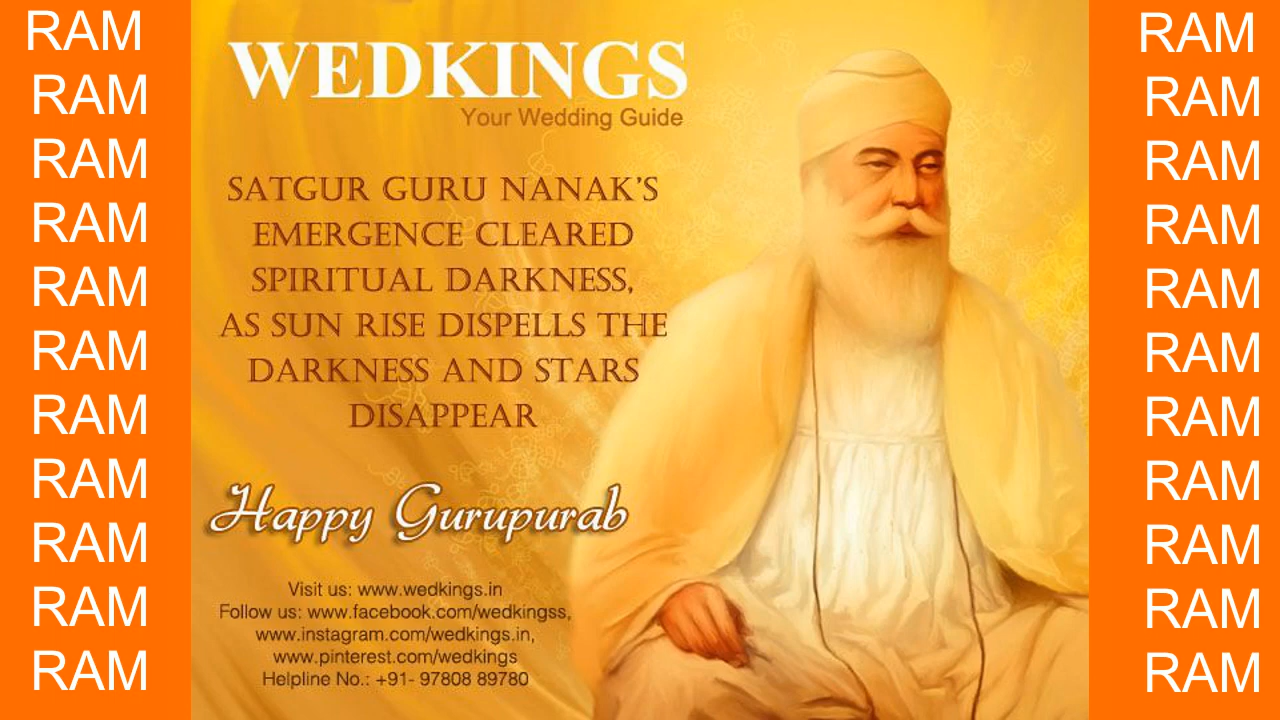 RAM
RAM
RAM
RAM
RAM
RAM
RAM
RAM
RAM
RAM
RAM
WEDKINGS
Your Wedding Guide
SATGUR GURU NANAK'S
EMERGENCE CLEARED
SPIRITUAL DARKNESS,
AS SUN RISE DISPELLS THE
DARKNESS AND STARS
DISAPPEAR
Happy Gurupurab
Visit us: www.wedkings.in
Follow us: www.facebook.com/wedkingss,
www.instagram.com/wedkings.in,
www.pinterest.com/wedkings
Helpline No.: +91- 97808 89780
RAM
RAM
RAM
RAM
RAM
RAM
RAM
RAM
RAM
RAM
RAM